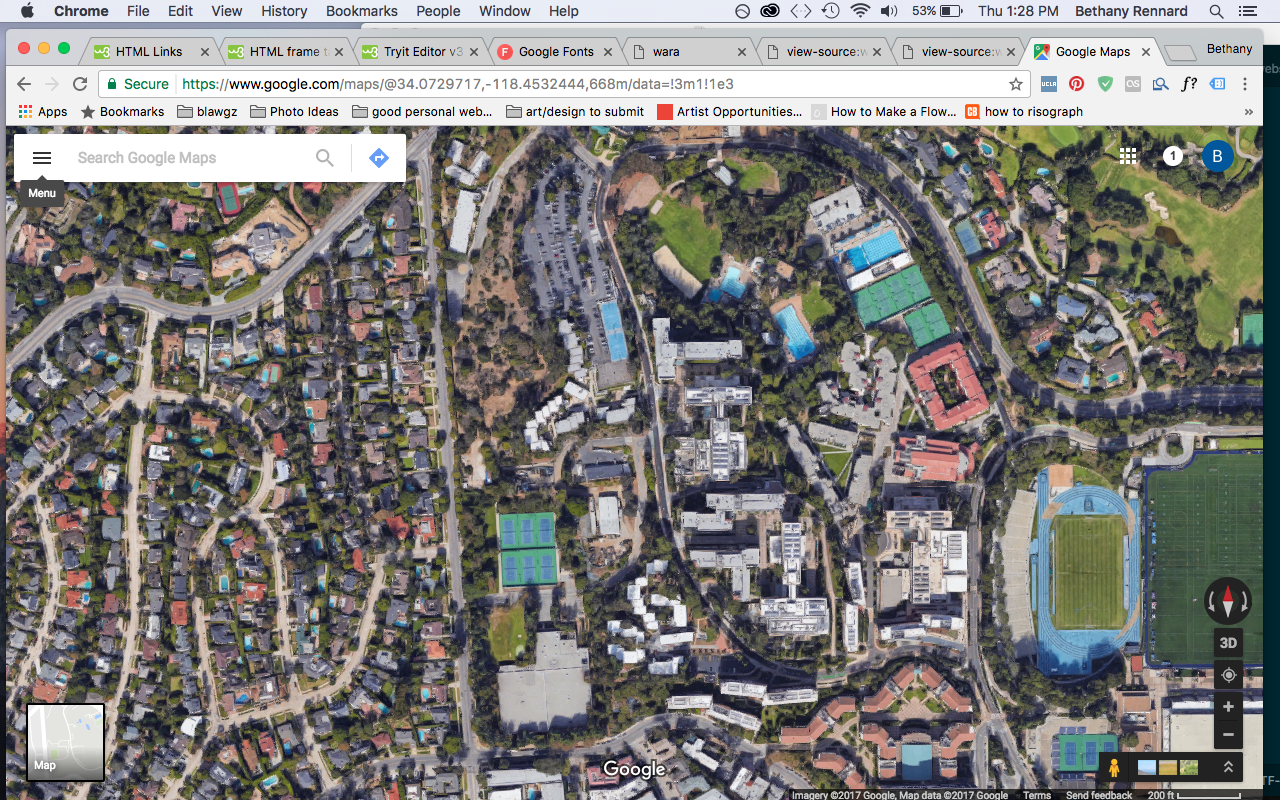 Chrome File Edit View History Bookmarks People Window Help 53% Thu 1:28 PM Bethany Rennard
HTML Links HTML frame t Tryit Editor v3 Google Fonts wara view-source:w view-source:w Google Maps Bethany
Secure https://www.google.com/maps/@34.0729717,-118.4532444,668m/data=!3m1!1e3
Apps Bookmarks blawgz Photo Ideas good personal web... art/design to submit Artist Opportunities... How to Make a Flow... how to risograph
Search Google Maps
1 B
Menu
3D
Map
Google
Imagery ©2017 Google, Map data ©2017 Google Terms Send feedback 200 ft